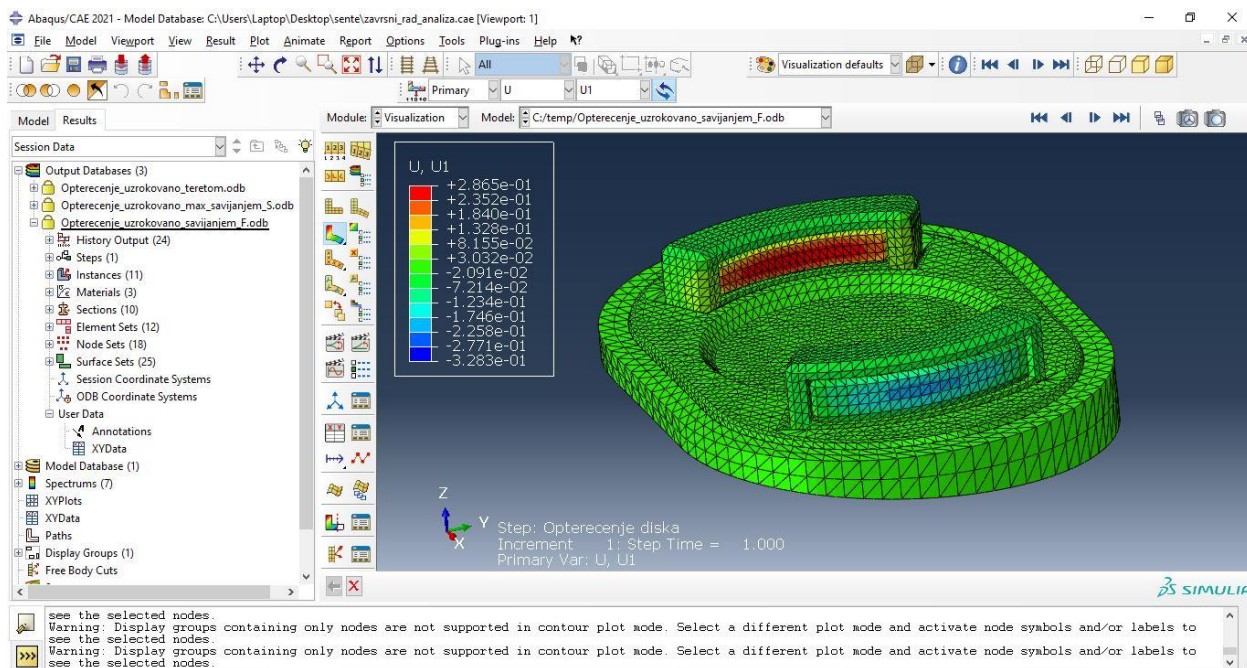 Abaqus/CAE 2021 - Model Database: C:\Users\Laptop\Desktop\sente\zavrsni_rad_analiza.cae [Viewport: 1]
File Model Viewport View Result Plot Animate Report Options Tools Plug-ins Help
All
Visualization defaults
Primary U U1
Model Results
Module: Visualization Model: C:/temp/Opterecenje_uzrokovano_savijanjem_F.odb
Session Data
Output Databases (3)
Opterecenje_uzrokovano_teretom.odb
Opterecenje_uzrokovano_max_savijanjem_S.odb
Opterecenje_uzrokovano_savijanjem_F.odb
History Output (24)
Steps (1)
Instances (11)
Materials (3)
Sections (10)
Element Sets (12)
Node Sets (18)
Surface Sets (25)
Session Coordinate Systems
ODB Coordinate Systems
User Data
Annotations
XYData
Model Database (1)
Spectrums (7)
XYPlots
XYData
Paths
Display Groups (1)
Free Body Cuts
U, U1
+2.865e-01
+2.352e-01
+1.840e-01
+1.328e-01
+8.155e-02
+3.032e-02
-2.091e-02
-7.214e-02
-1.234e-01
-1.746e-01
-2.258e-01
-2.771e-01
-3.283e-01
Z
Y
X
Step: Opterecenje diska
Increment 1: Step Time = 1.000
Primary Var: U, U1
SIMULIA
see the selected nodes.
Warning: Display groups containing only nodes are not supported in contour plot mode. Select a different plot mode and activate node symbols and/or labels to
see the selected nodes.
Warning: Display groups containing only nodes are not supported in contour plot mode. Select a different plot mode and activate node symbols and/or labels to
see the selected nodes.